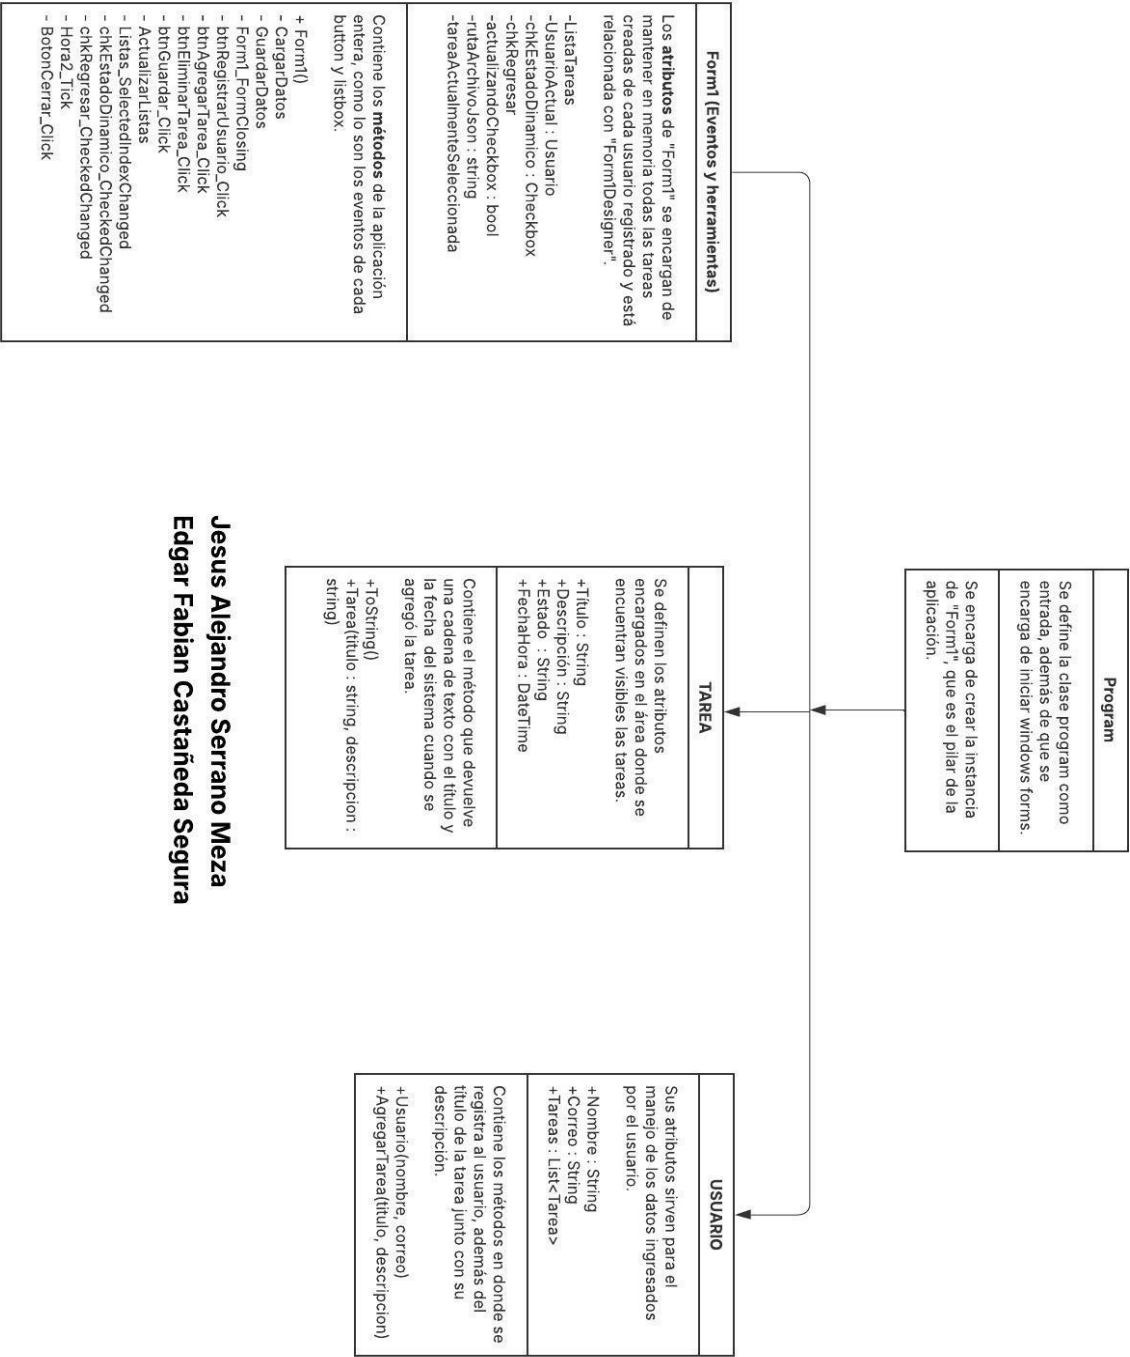 Program
Se define la clase program como
entrada, además de que se
encarga de iniciar windows forms.
Se encarga de crear la instancia
de "Form1", que es el pilar de la
aplicación.
Form1 (Eventos y herramientas)
Los atributos de "Form1" se encargan de
mantener en memoria todas las tareas
creadas de cada usuario registrado y está
relacionada con "Form1Designer".
-ListaTareas
-UsuarioActual : Usuario
-chkEstadoDinamico : Checkbox
-chkRegresar
-actualizandoCheckbox : bool
-rutaArchivoJson : string
-tareaActualmenteSeleccionada
Contiene los métodos de la aplicación
entera, como lo son los eventos de cada
button y listbox.
+ Form1()
- CargarDatos
- GuardarDatos
- Form1_FormClosing
- btnRegistrarUsuario_Click
- btnAgregarTarea_Click
- btnEliminarTarea_Click
- btnGuardar_Click
- ActualizarListas
- Listas_SelectedIndexChanged
- chkEstadoDinamico_CheckedChanged
- chkRegresar_CheckedChanged
- Hora2_Tick
- BotonCerrar_Click
TAREA
Se definen los atributos
encargados en el área donde se
encuentran visibles las tareas.
+Título : String
+Descripción : String
+Estado : String
+FechaHora : DateTime
Contiene el método que devuelve
una cadena de texto con el título y
la fecha del sistema cuando se
agregó la tarea.
+ToString()
+Tarea(titulo : string, descripcion :
string)
USUARIO
Sus atributos sirven para el
manejo de los datos ingresados
por el usuario.
+Nombre : String
+Correo : String
+Tareas : List<Tarea>
Contiene los métodos en donde se
registra al usuario, además del
título de la tarea junto con su
descripción.
+Usuario(nombre, correo)
+AgregarTarea(titulo, descripcion)
Jesus Alejandro Serrano Meza
Edgar Fabian Castañeda Segura